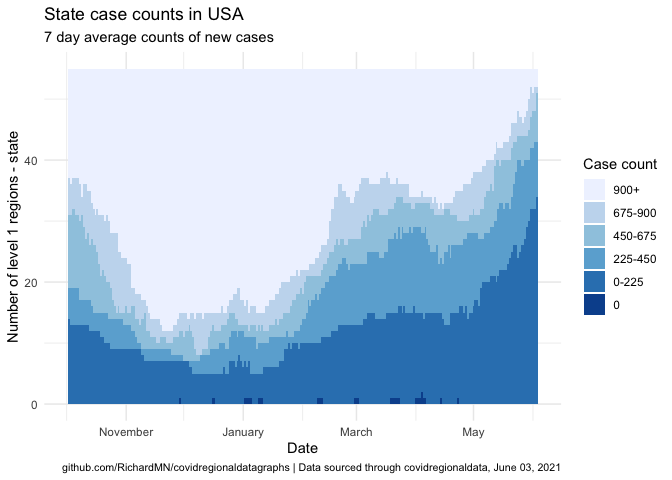 State case counts in USA
7 day average counts of new cases
Number of level 1 regions - state
40
20
0
November
January
March
May
Date
Case count
900+
675-900
450-675
225-450
0-225
0
github.com/RichardMN/covidregionaldatagraphs | Data sourced through covidregionaldata, June 03, 2021